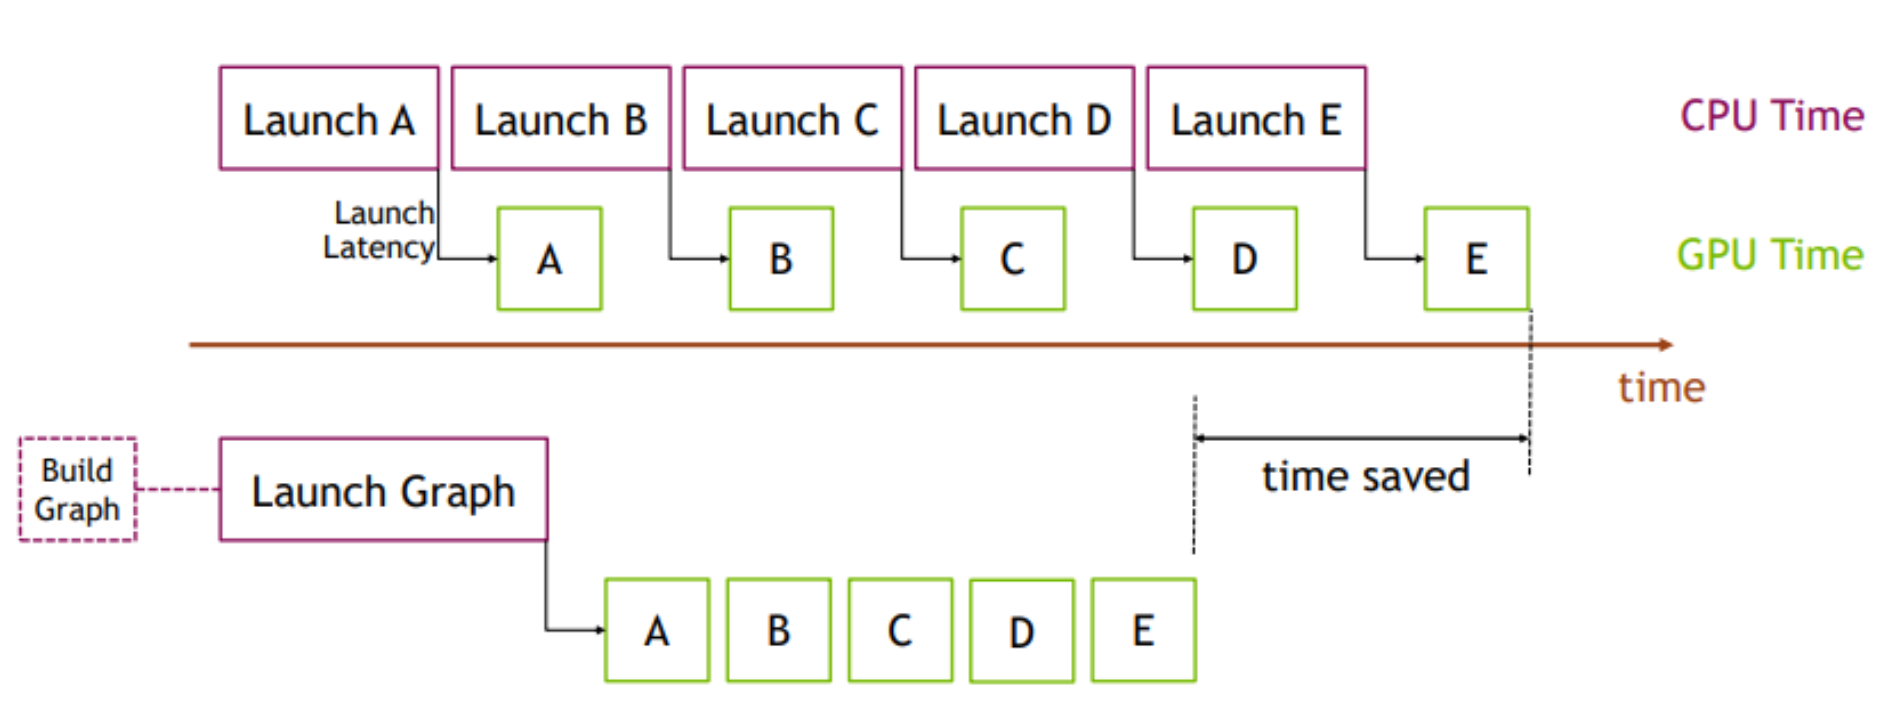 Launch A
Launch B
Launch C
Launch D
Launch E
CPU Time
Launch
Latency
A
B
C
D
E
GPU Time
time
Build
Graph
Launch Graph
time saved
A
B
C
D
E